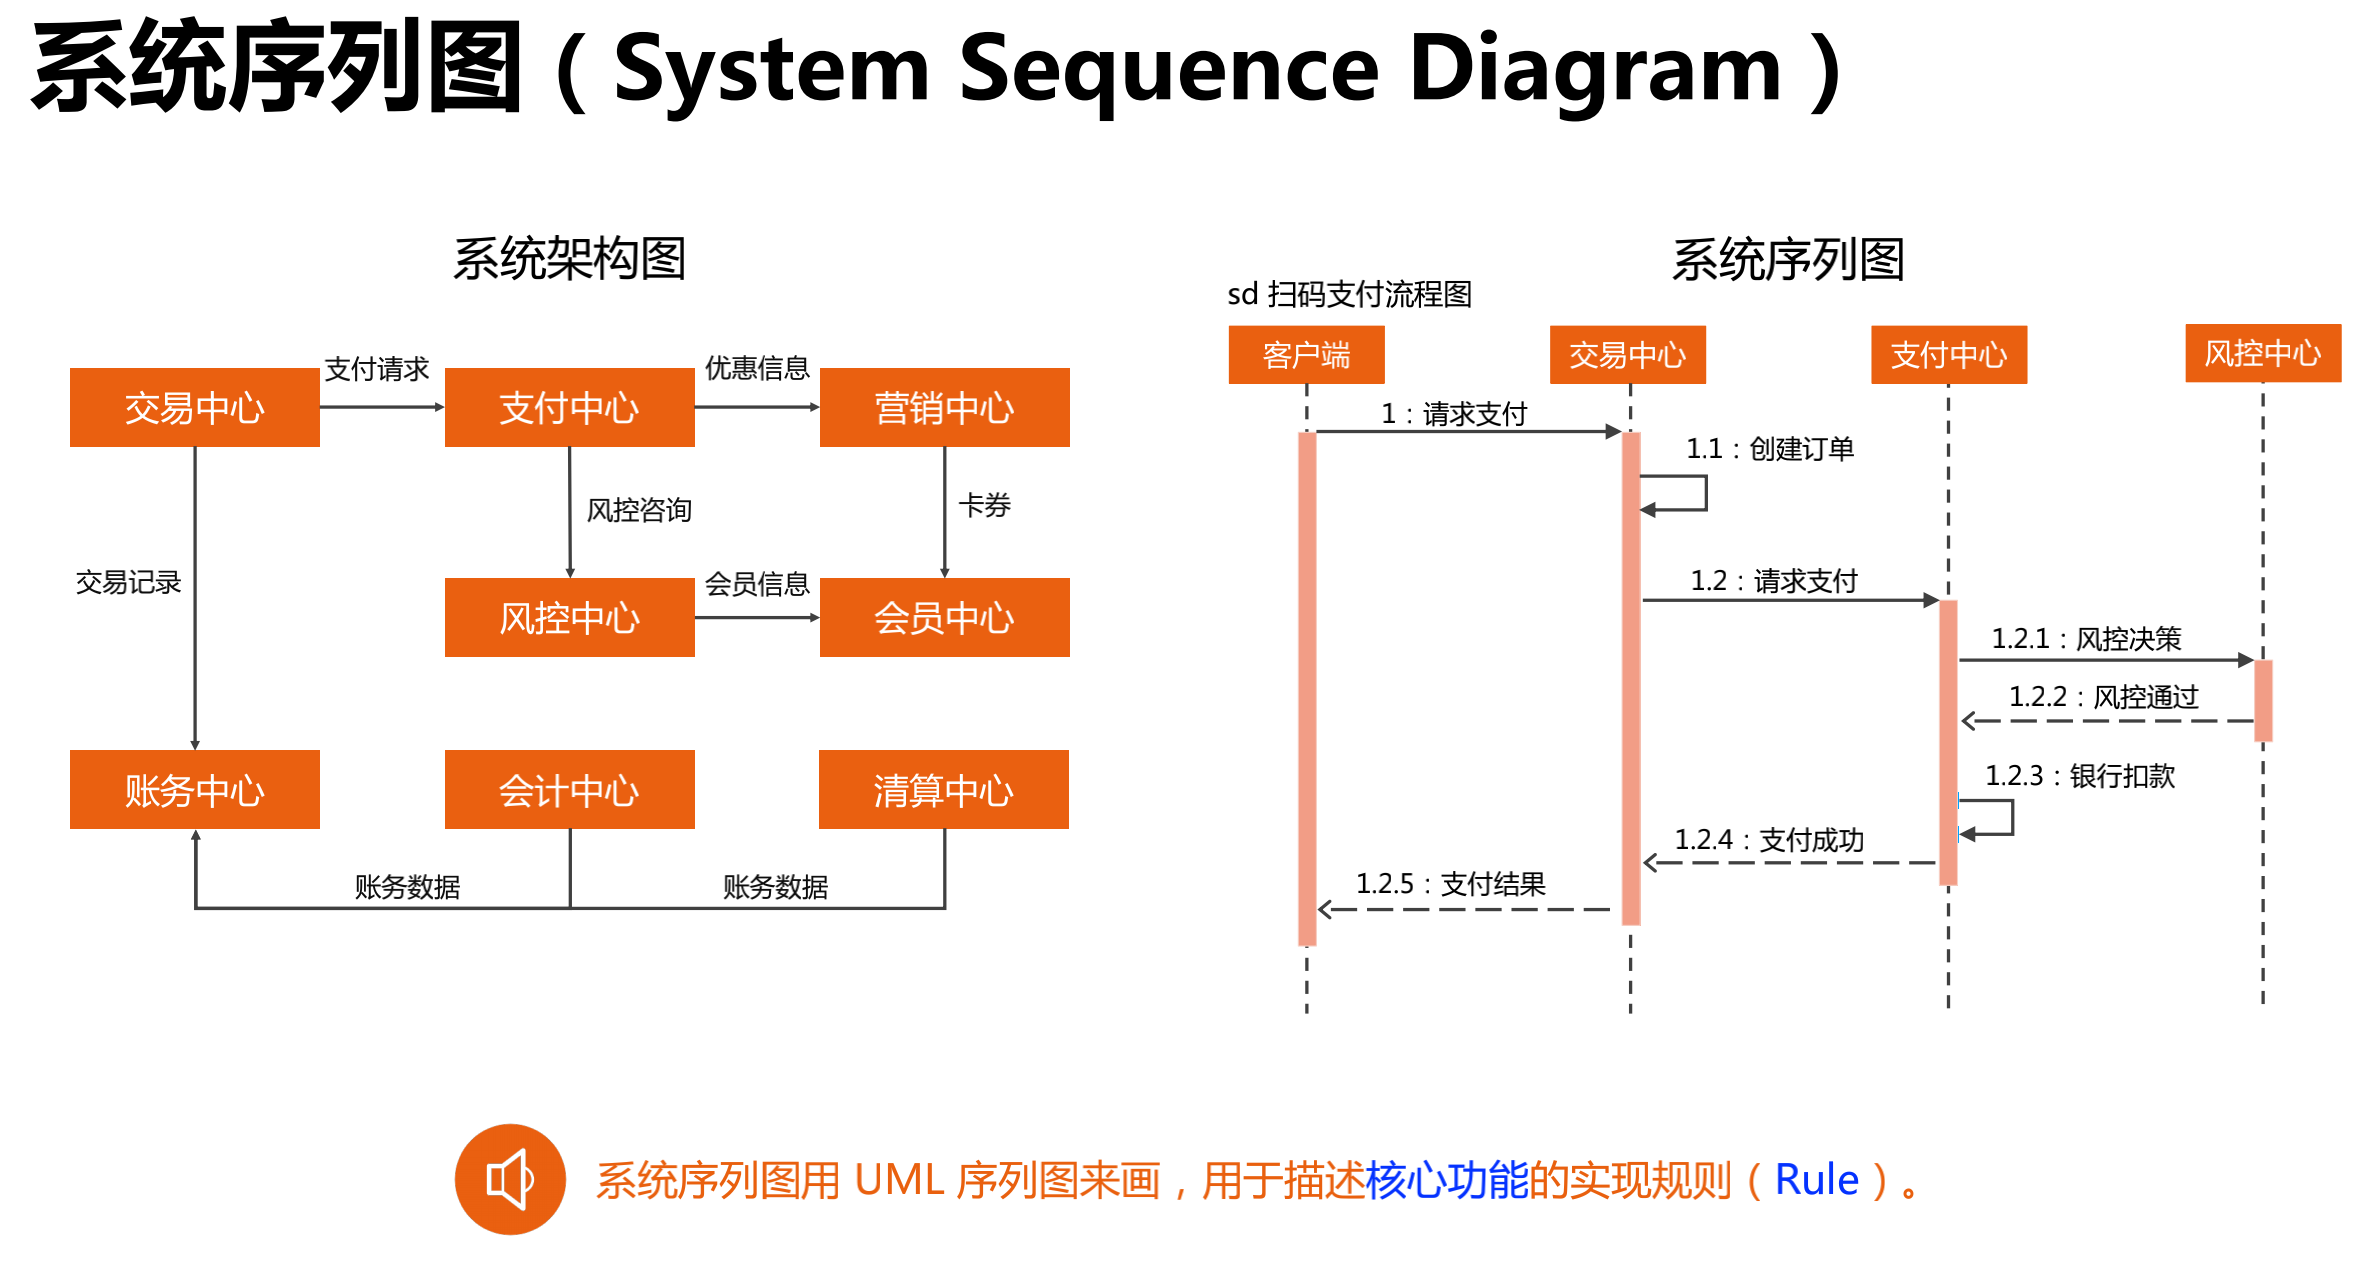 系统序列图（System Sequence Diagram）
系统架构图
交易中心
支付请求
支付中心
优惠信息
营销中心
风控咨询
卡券
交易记录
风控中心
会员信息
会员中心
账务中心
会计中心
清算中心
账务数据
账务数据
系统序列图
sd 扫码支付流程图
客户端
交易中心
支付中心
风控中心
1：请求支付
1.1：创建订单
1.2：请求支付
1.2.1：风控决策
1.2.2：风控通过
1.2.3：银行扣款
1.2.4：支付成功
1.2.5：支付结果
系统序列图用 UML 序列图来画，用于描述核心功能的实现规则（Rule）。